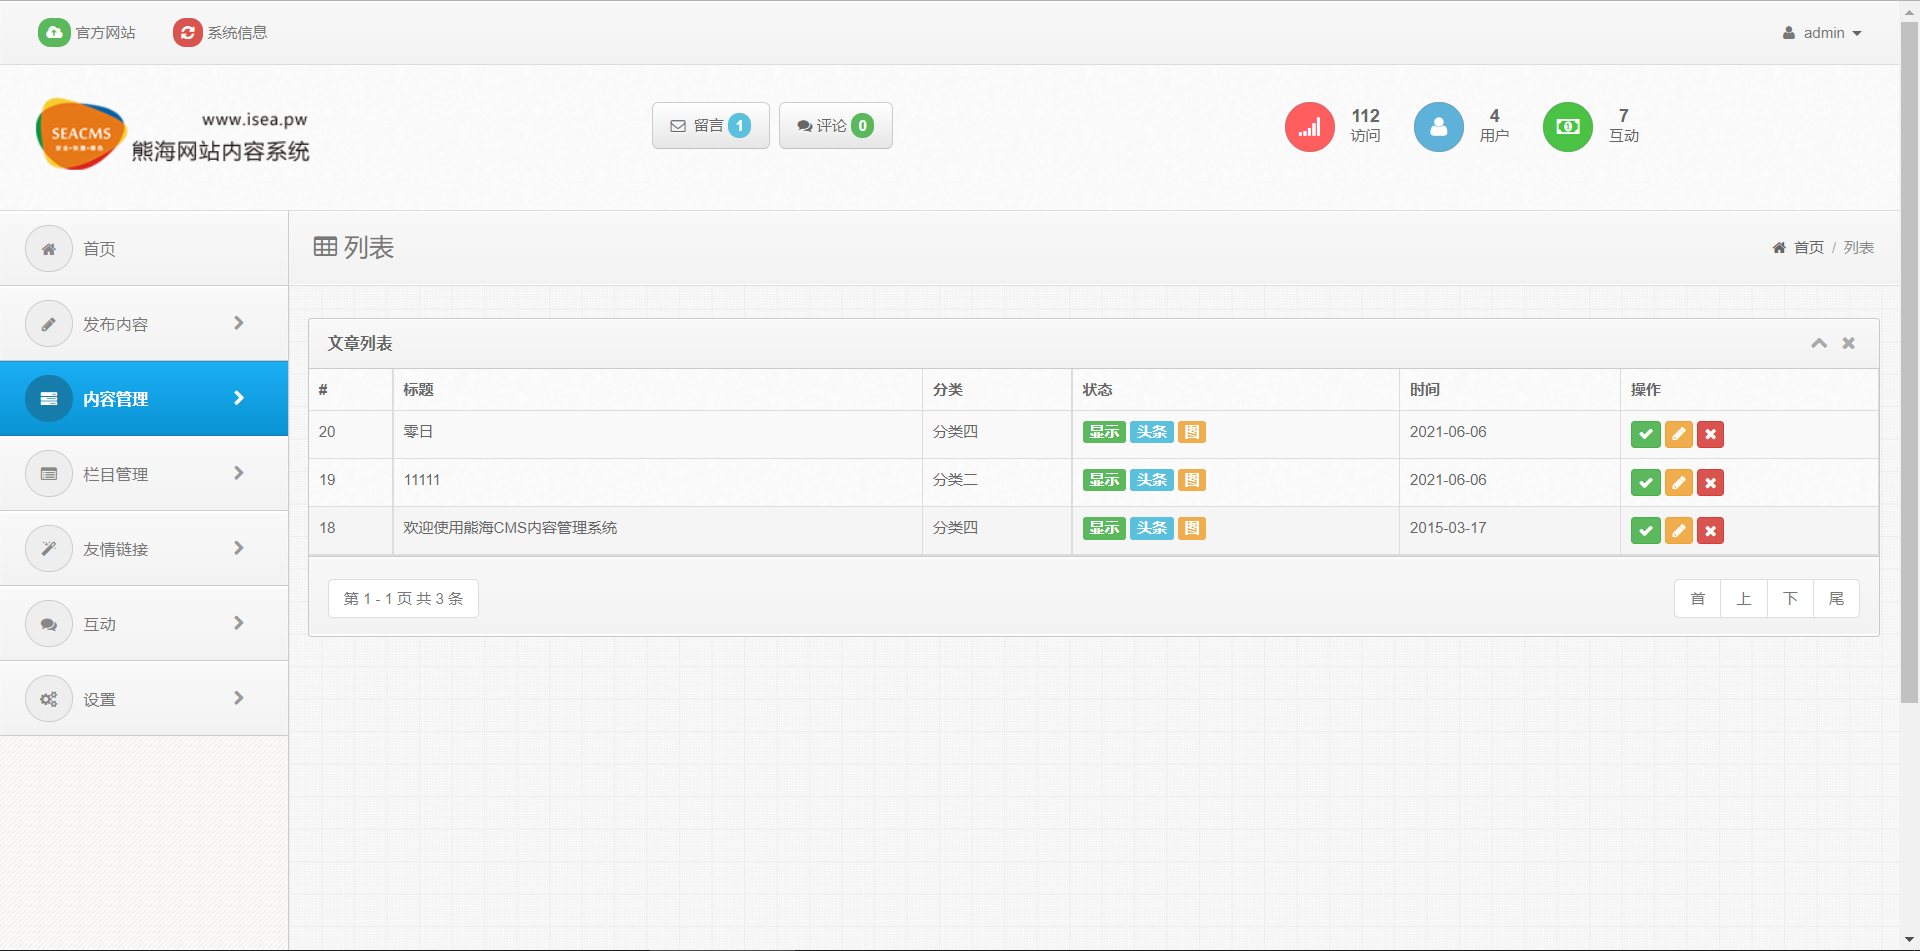 官方网站 系统信息 admin
SEACMS
www.isea.pw
熊海网站内容系统
留言 1 评论 0
112 访问
4 用户
7 互动
首页
发布内容
内容管理
栏目管理
友情链接
互动
设置
列表
首页 / 列表
文章列表
# 标题 分类 状态 时间 操作
20 零日 分类四 显示 头条 图 2021-06-06
19 11111 分类二 显示 头条 图 2021-06-06
18 欢迎使用熊海CMS内容管理系统 分类四 显示 头条 图 2015-03-17
第 1 - 1 页 共 3 条
首 上 下 尾